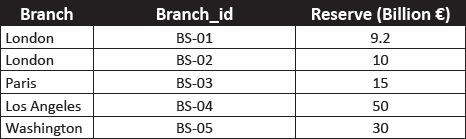 Branch Branch_id Reserve (Billion €)
London BS-01 9.2
London BS-02 10
Paris BS-03 15
Los Angeles BS-04 50
Washington BS-05 30